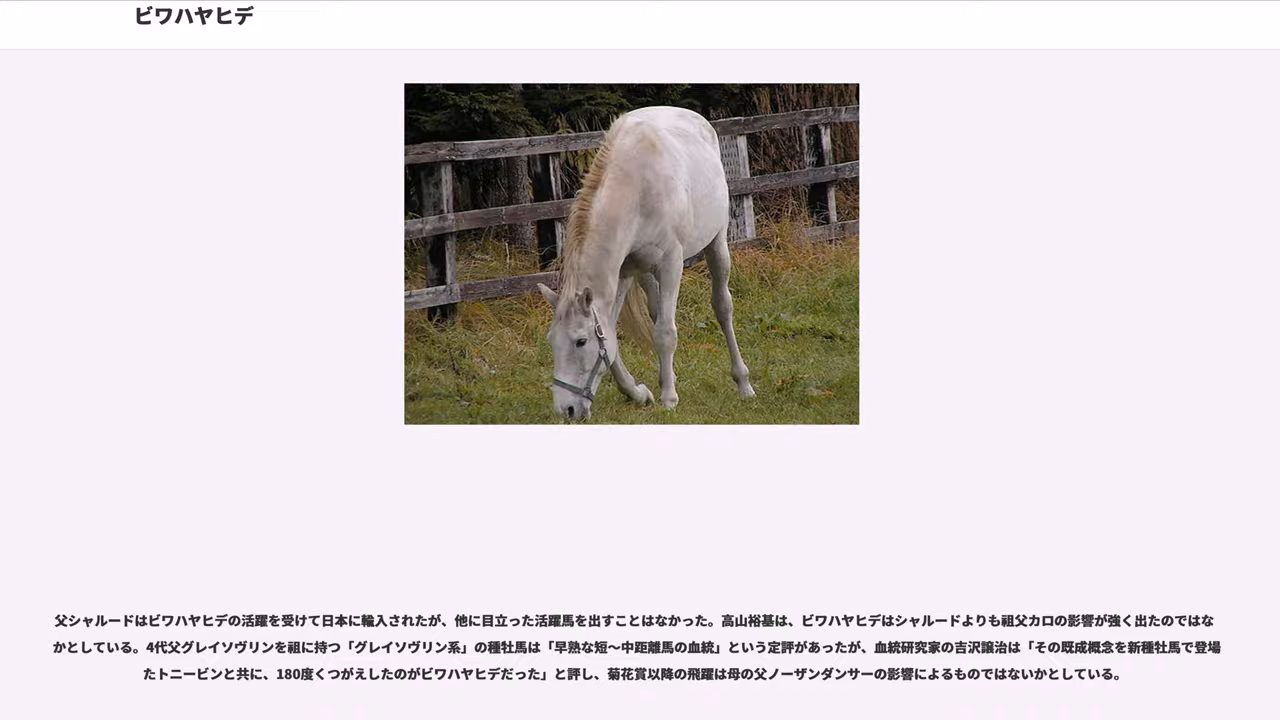 ビワハヤヒデ
父シャルードはビワハヤヒデの活躍を受けて日本に輸入されたが、他に目立った活躍馬を出すことはなかった。高山裕基は、ビワハヤヒデはシャルードよりも祖父カロの影響が強く出たのではな
かとしている。4代父グレイソヴリンを祖に持つ「グレイソヴリン系」の種牡馬は「早熟な短〜中距離馬の血統」という定評があったが、血統研究家の吉沢譲治は「その既成概念を新種牡馬で登場
たトニービンと共に、180度くつがえしたのがビワハヤヒデだった」と評し、菊花賞以降の飛躍は母の父ノーザンダンサーの影響によるものではないかとしている。